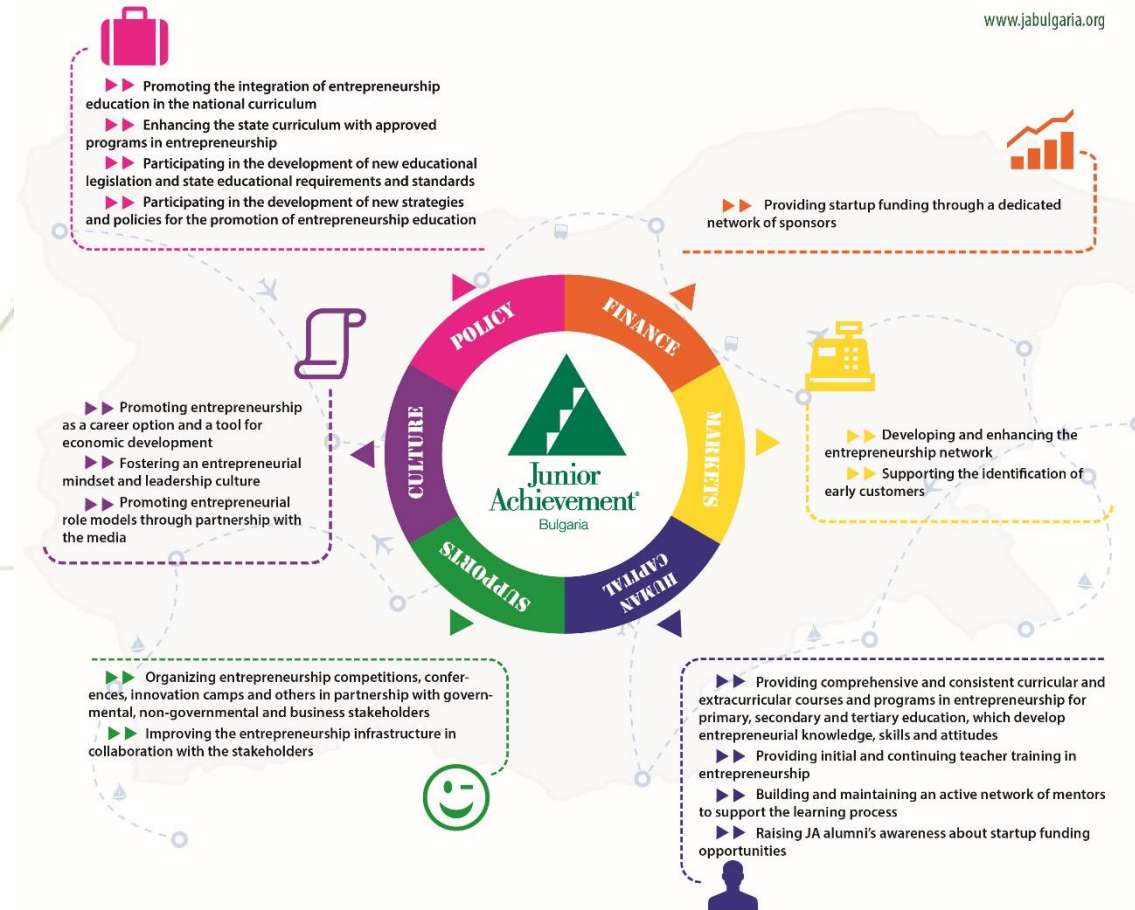 www.jabulgaria.org
Promoting the integration of entrepreneurship
education in the national curriculum
Enhancing the state curriculum with approved
programs in entrepreneurship
Participating in the development of new educational
legislation and state educational requirements and standards
Participating in the development of new strategies
and policies for the promotion of entrepreneurship education
Providing startup funding through a dedicated
network of sponsors
POLICY
FINANCE
CULTURE
MARKETS
SUPPORTS
HUMAN
CAPITAL
Junior
Achievement®
Bulgaria
Promoting entrepreneurship
as a career option and a tool for
economic development
Fostering an entrepreneurial
mindset and leadership culture
Promoting entrepreneurial
role models through partnership with
the media
Developing and enhancing the
entrepreneurship network
Supporting the identification of
early customers
Organizing entrepreneurship competitions, confer-
ences, innovation camps and others in partnership with govern-
mental, non-governmental and business stakeholders
Improving the entrepreneurship infrastructure in
collaboration with the stakeholders
Providing comprehensive and consistent curricular and
extracurricular courses and programs in entrepreneurship for
primary, secondary and tertiary education, which develop
entrepreneurial knowledge, skills and attitudes
Providing initial and continuing teacher training in
entrepreneurship
Building and maintaining an active network of mentors
to support the learning process
Raising JA alumni's awareness about startup funding
opportunities